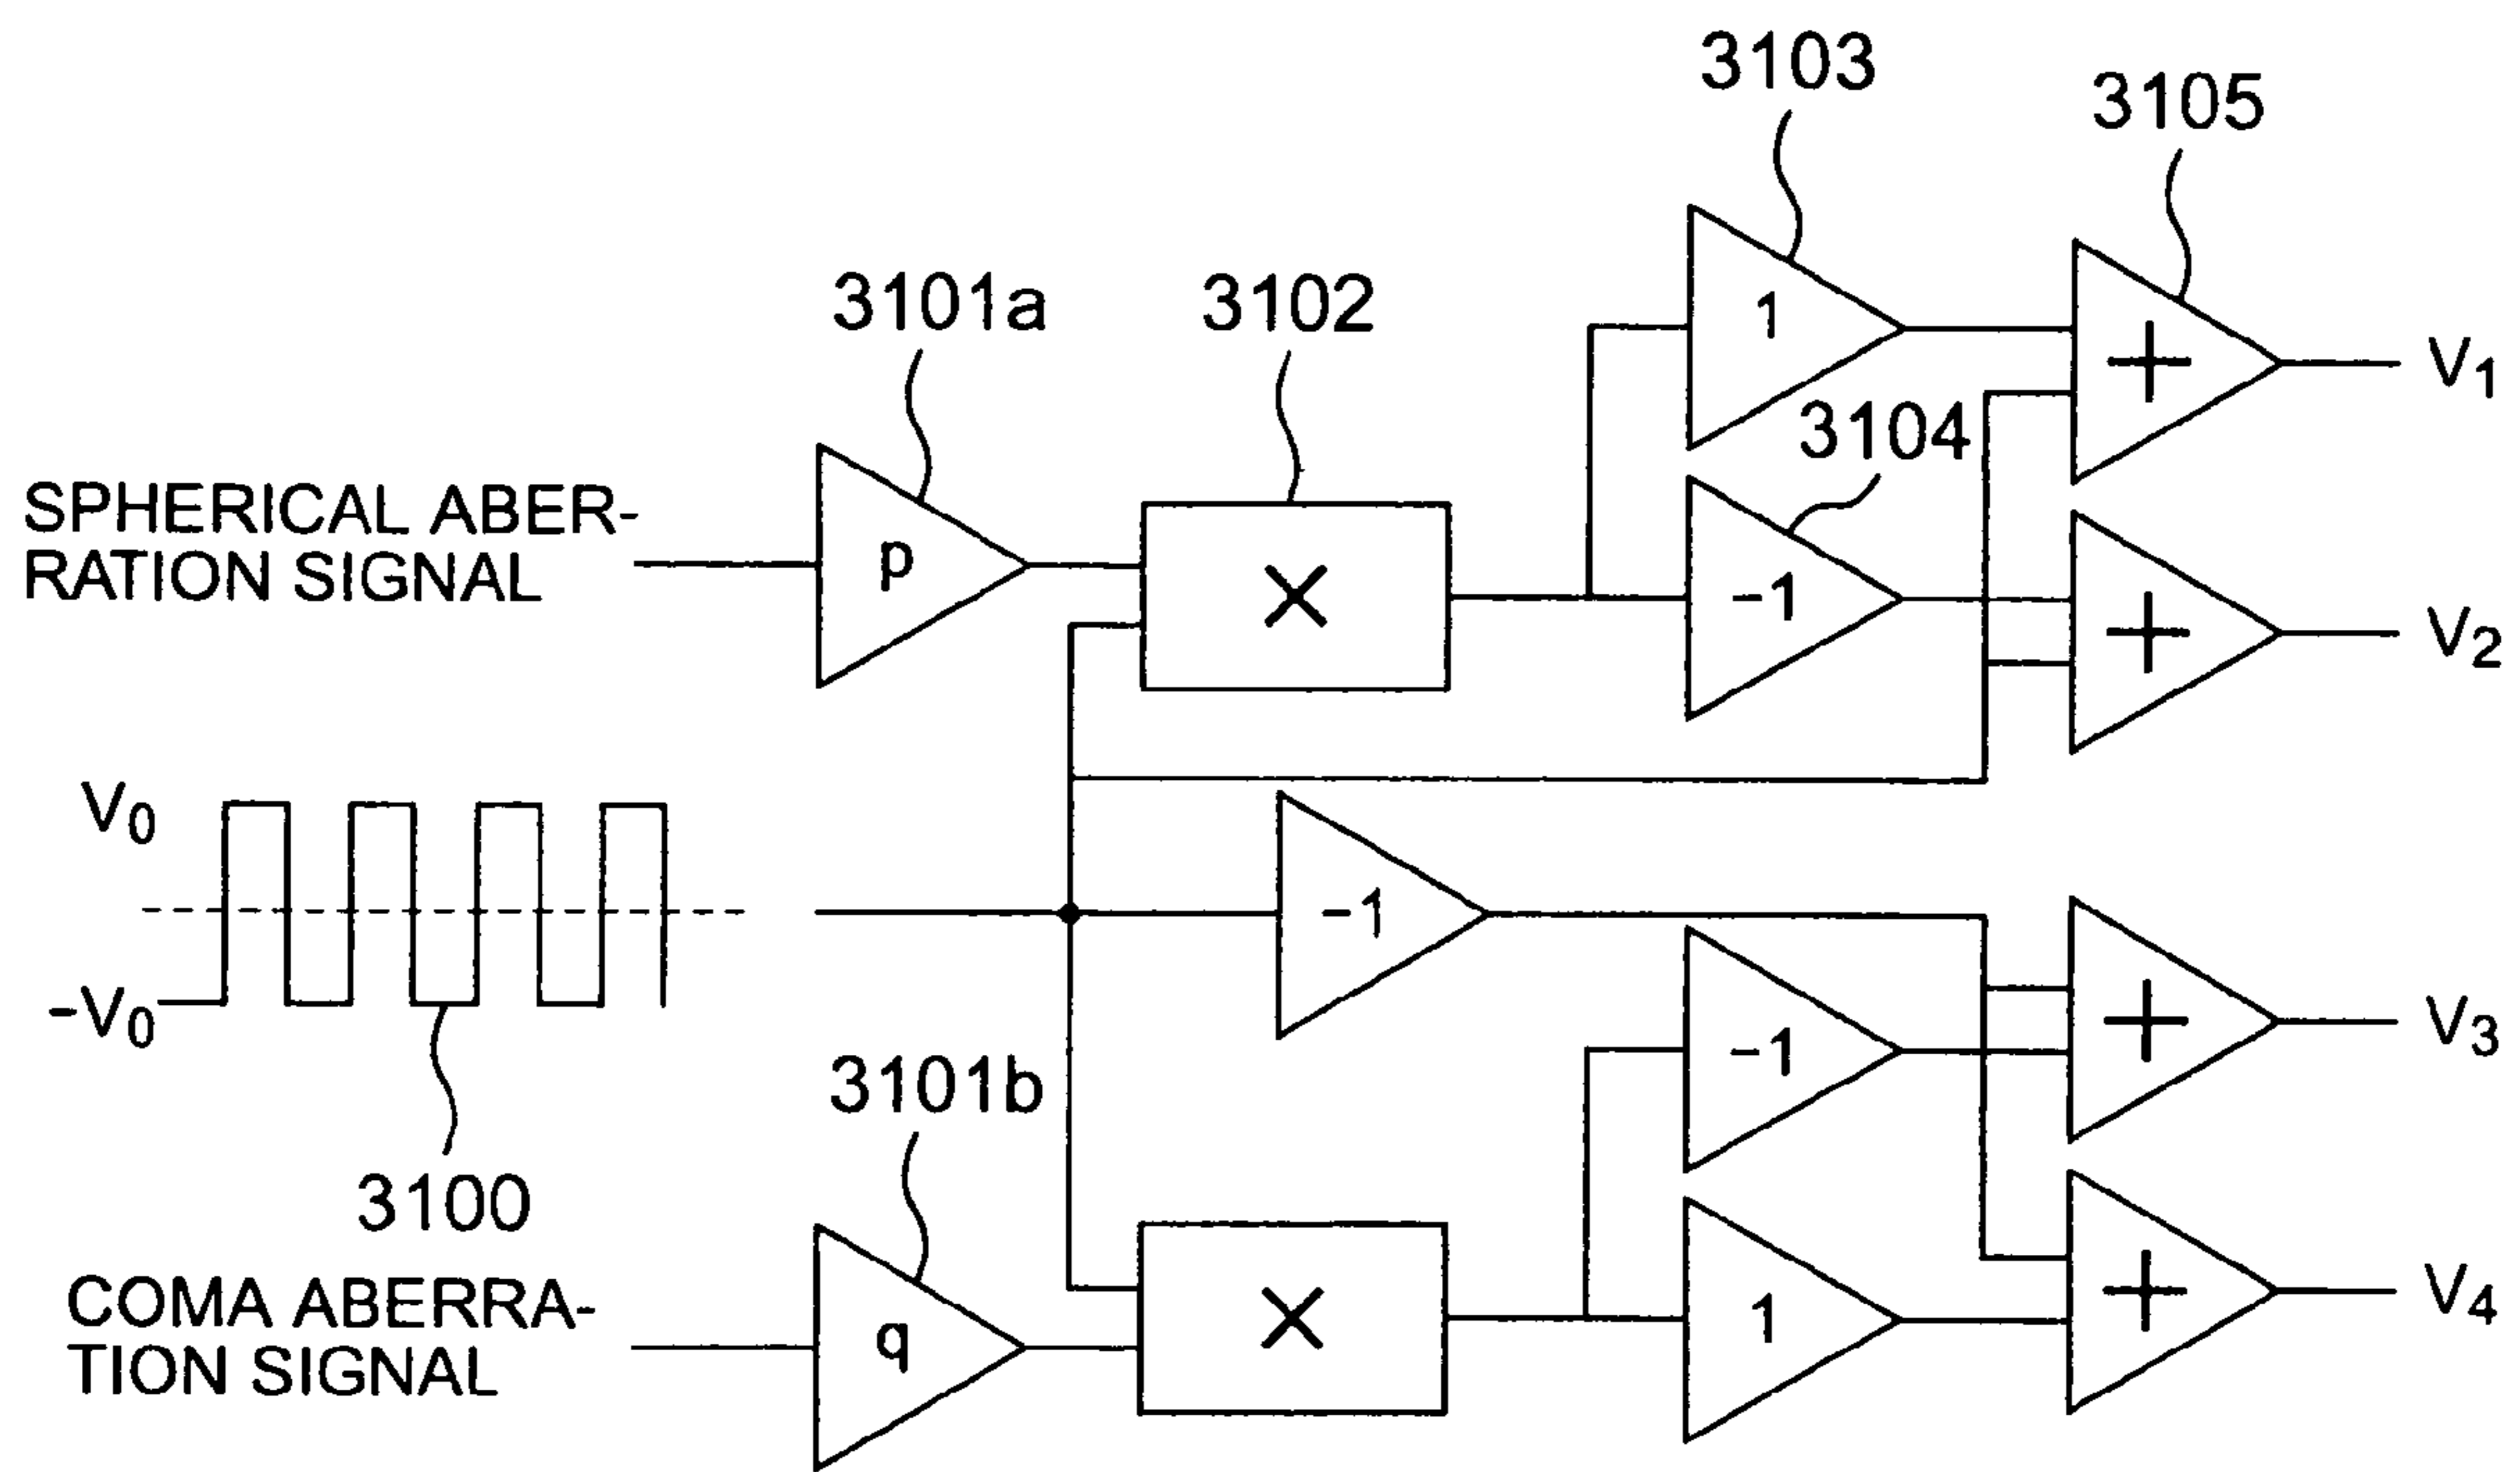 3103
3105
3101a
3102
1
+
V1
3104
SPHERICAL ABER-
RATION SIGNAL
p
×
-1
+
V2
V0
-1
-V0
-1
+
V3
3101b
3100
COMA ABERRA-
TION SIGNAL
q
×
1
+
V4